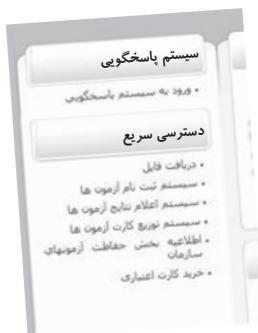 سیستم پاسخگویی
• ورود به سیستم پاسخگویی
دسترسی سریع
• دریافت فایل
• سیستم ثبت نام آزمون ها
• سیستم اعلام نتایج آزمون ها
• سیستم توزیع کارت آزمون ها
• اطلاعیه بخش حفاظت آزمونهای
سازمان
• خرید کارت اعتباری